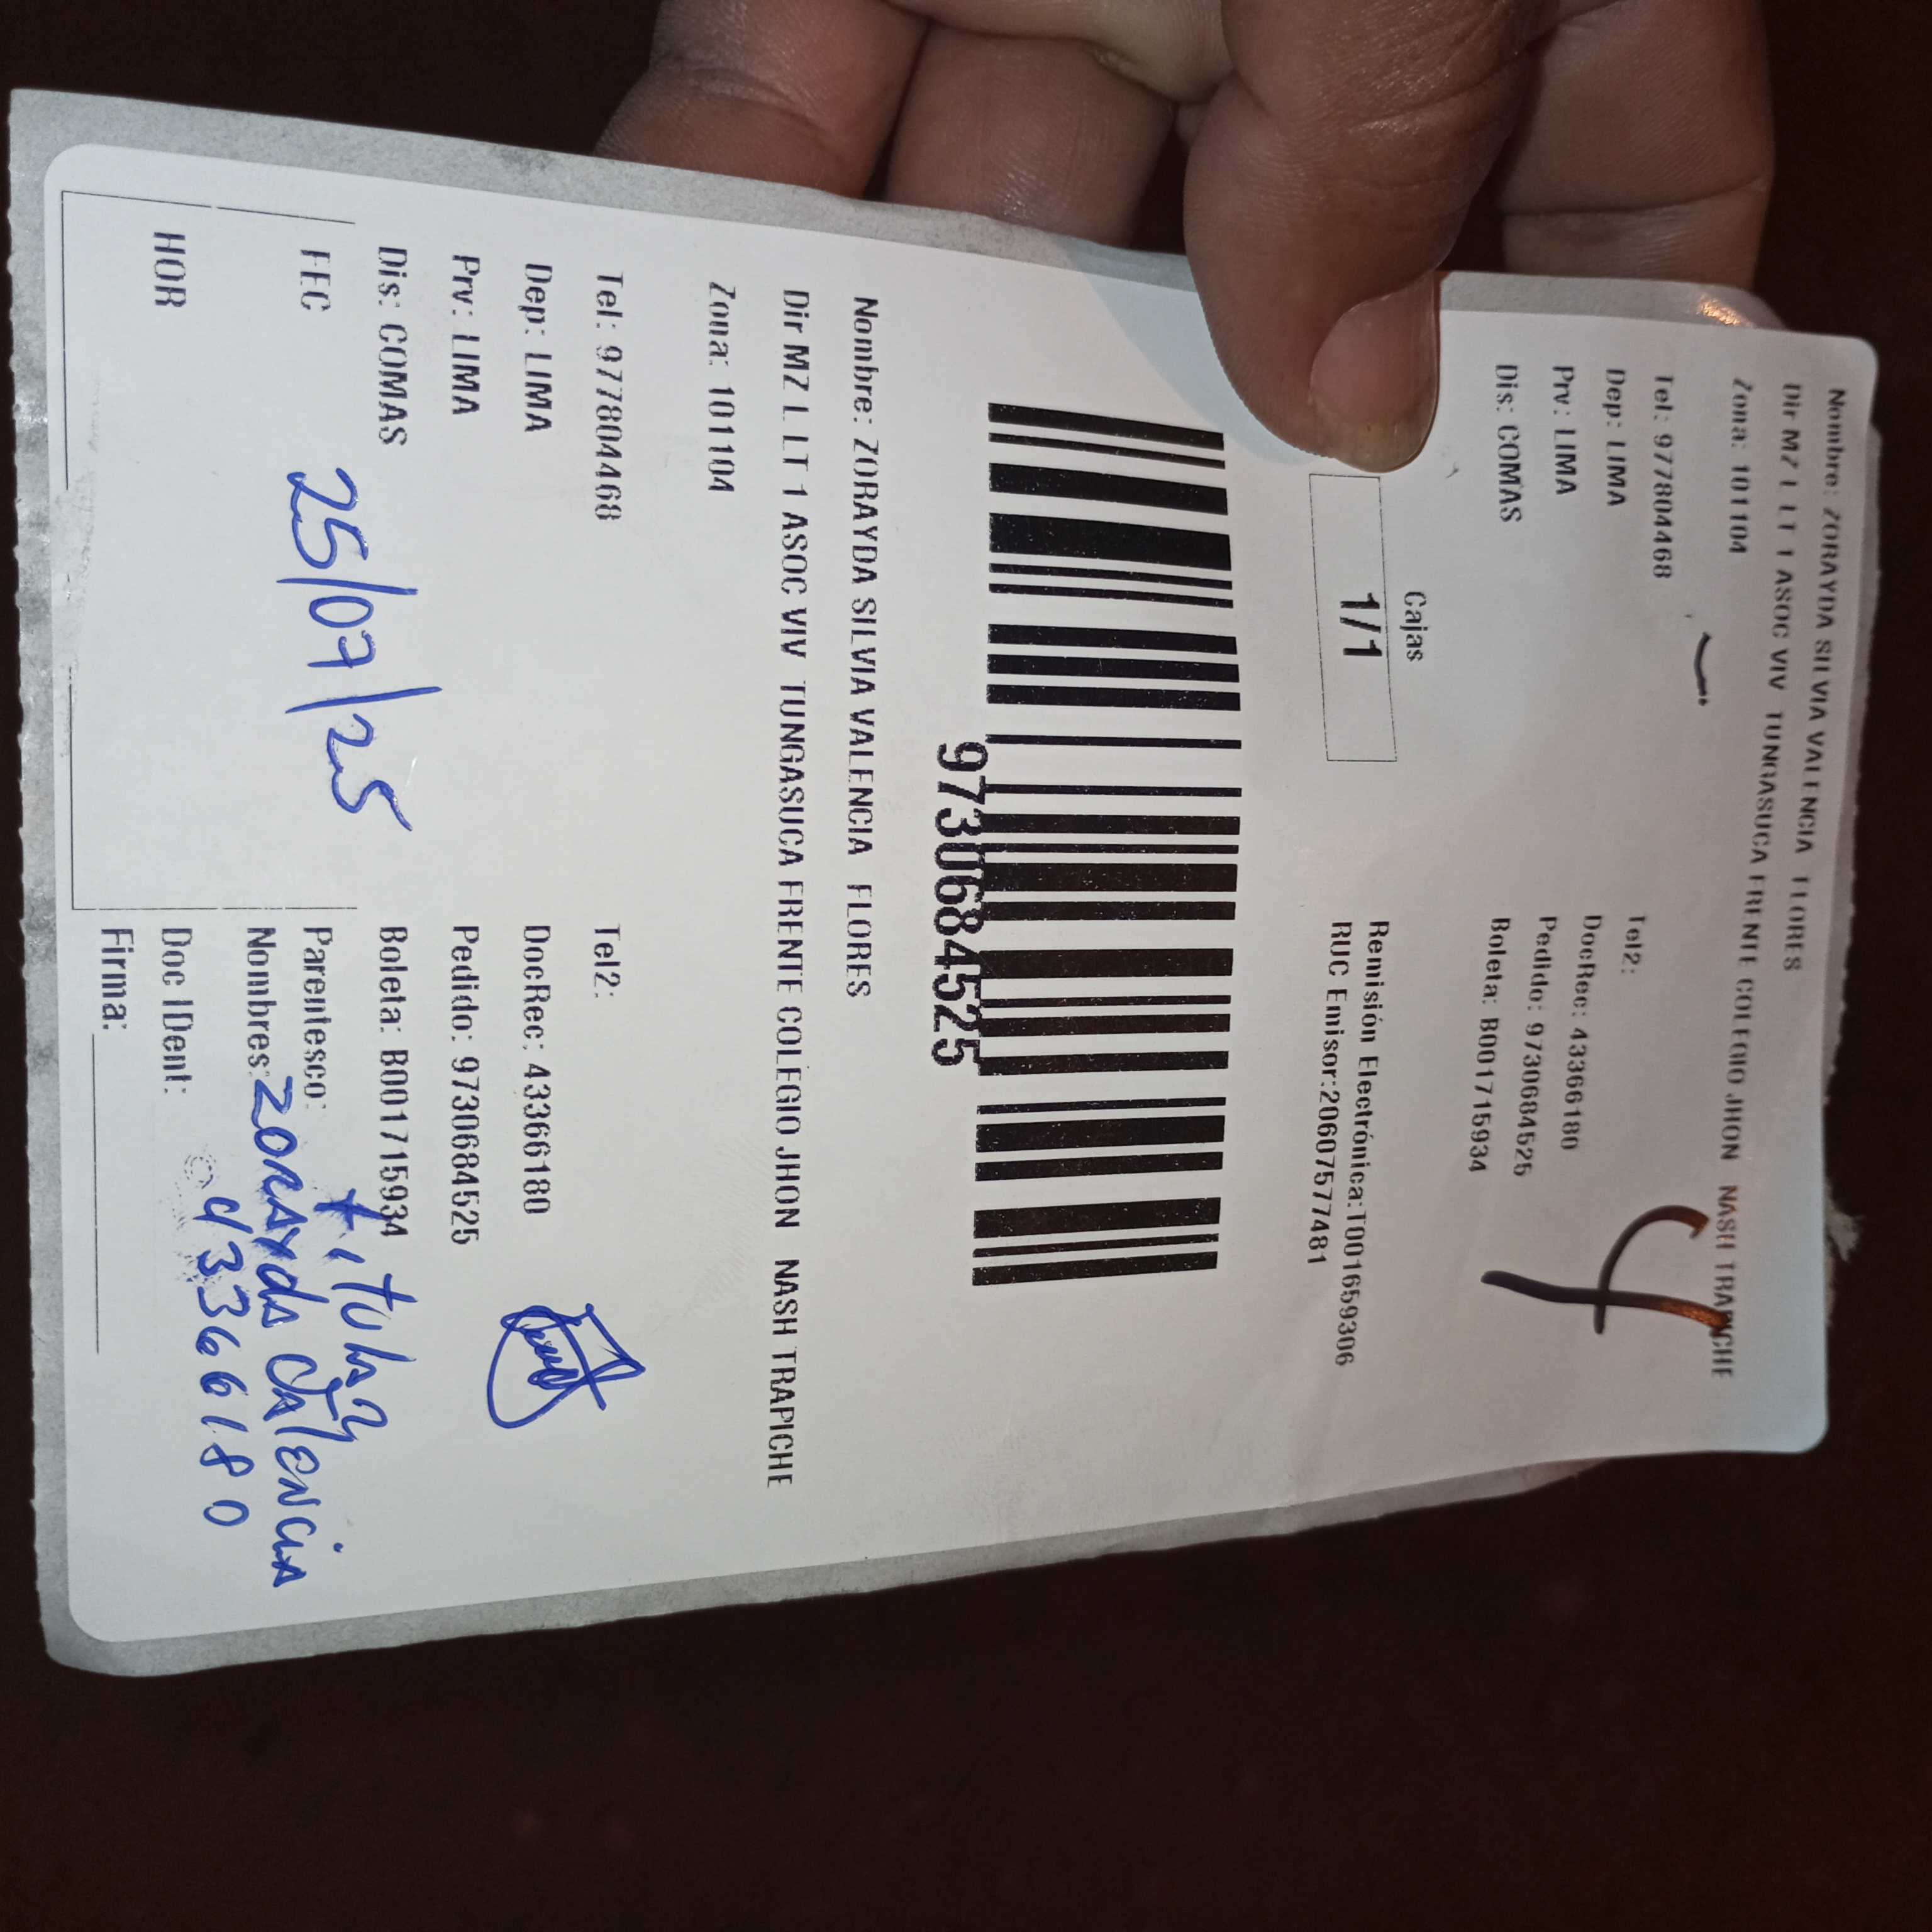 Nombre: ZORAYDA SILVIA VALENCIA FLORES
Dir MZ L LT 1 ASOC VIV TUNGASUCA FRENTE COLEGIO JHON NASH TRAPICHE
Zona: 101104
Tel: 977804468 Tel2:
Dep: LIMA DocRec: 43366180
Prv: LIMA Pedido: 9730684525
Dis: COMAS Boleta: B001715934
4
Cajas
1/1
Remisión Electrónica:T001659306
RUC Emisor:20607577481
9730684525
Nombre: ZORAYDA SILVIA VALENCIA FLORES
Dir MZ L LT 1 ASOC VIV TUNGASUCA FRENTE COLEGIO JHON NASH TRAPICHE
Zona: 101104
Tel: 977804468 Tel2:
Dep: LIMA DocRec: 43366180
Prv: LIMA Pedido: 9730684525
Dis: COMAS Boleta: B001715934
FEC 25/07/25 Parentesco: titular
Nombres: ZORAYDA VALENCIA
HOR Doc IDent: 43366180
Firma: